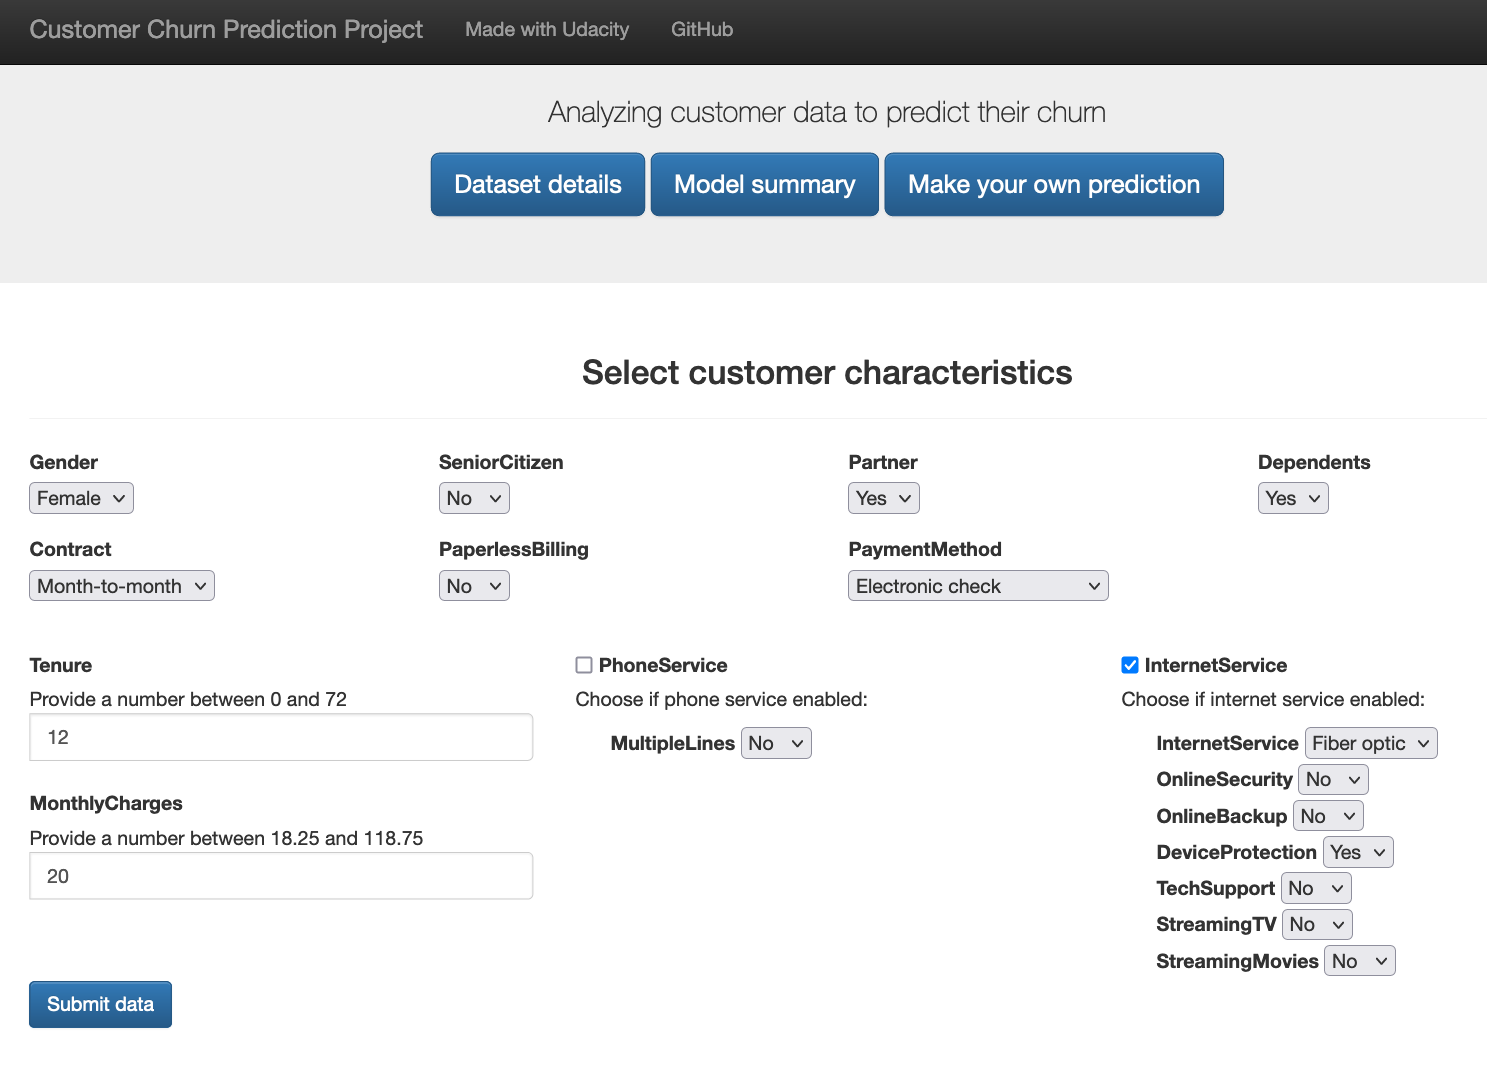 Customer Churn Prediction Project Made with Udacity GitHub
Analyzing customer data to predict their churn
Dataset details Model summary Make your own prediction
Select customer characteristics
Gender SeniorCitizen Partner Dependents
Female No Yes Yes
Contract PaperlessBilling PaymentMethod
Month-to-month No Electronic check
Tenure
Provide a number between 0 and 72
12
MonthlyCharges
Provide a number between 18.25 and 118.75
20
PhoneService
Choose if phone service enabled:
MultipleLines No
InternetService
Choose if internet service enabled:
InternetService Fiber optic
OnlineSecurity No
OnlineBackup No
DeviceProtection Yes
TechSupport No
StreamingTV No
StreamingMovies No
Submit data